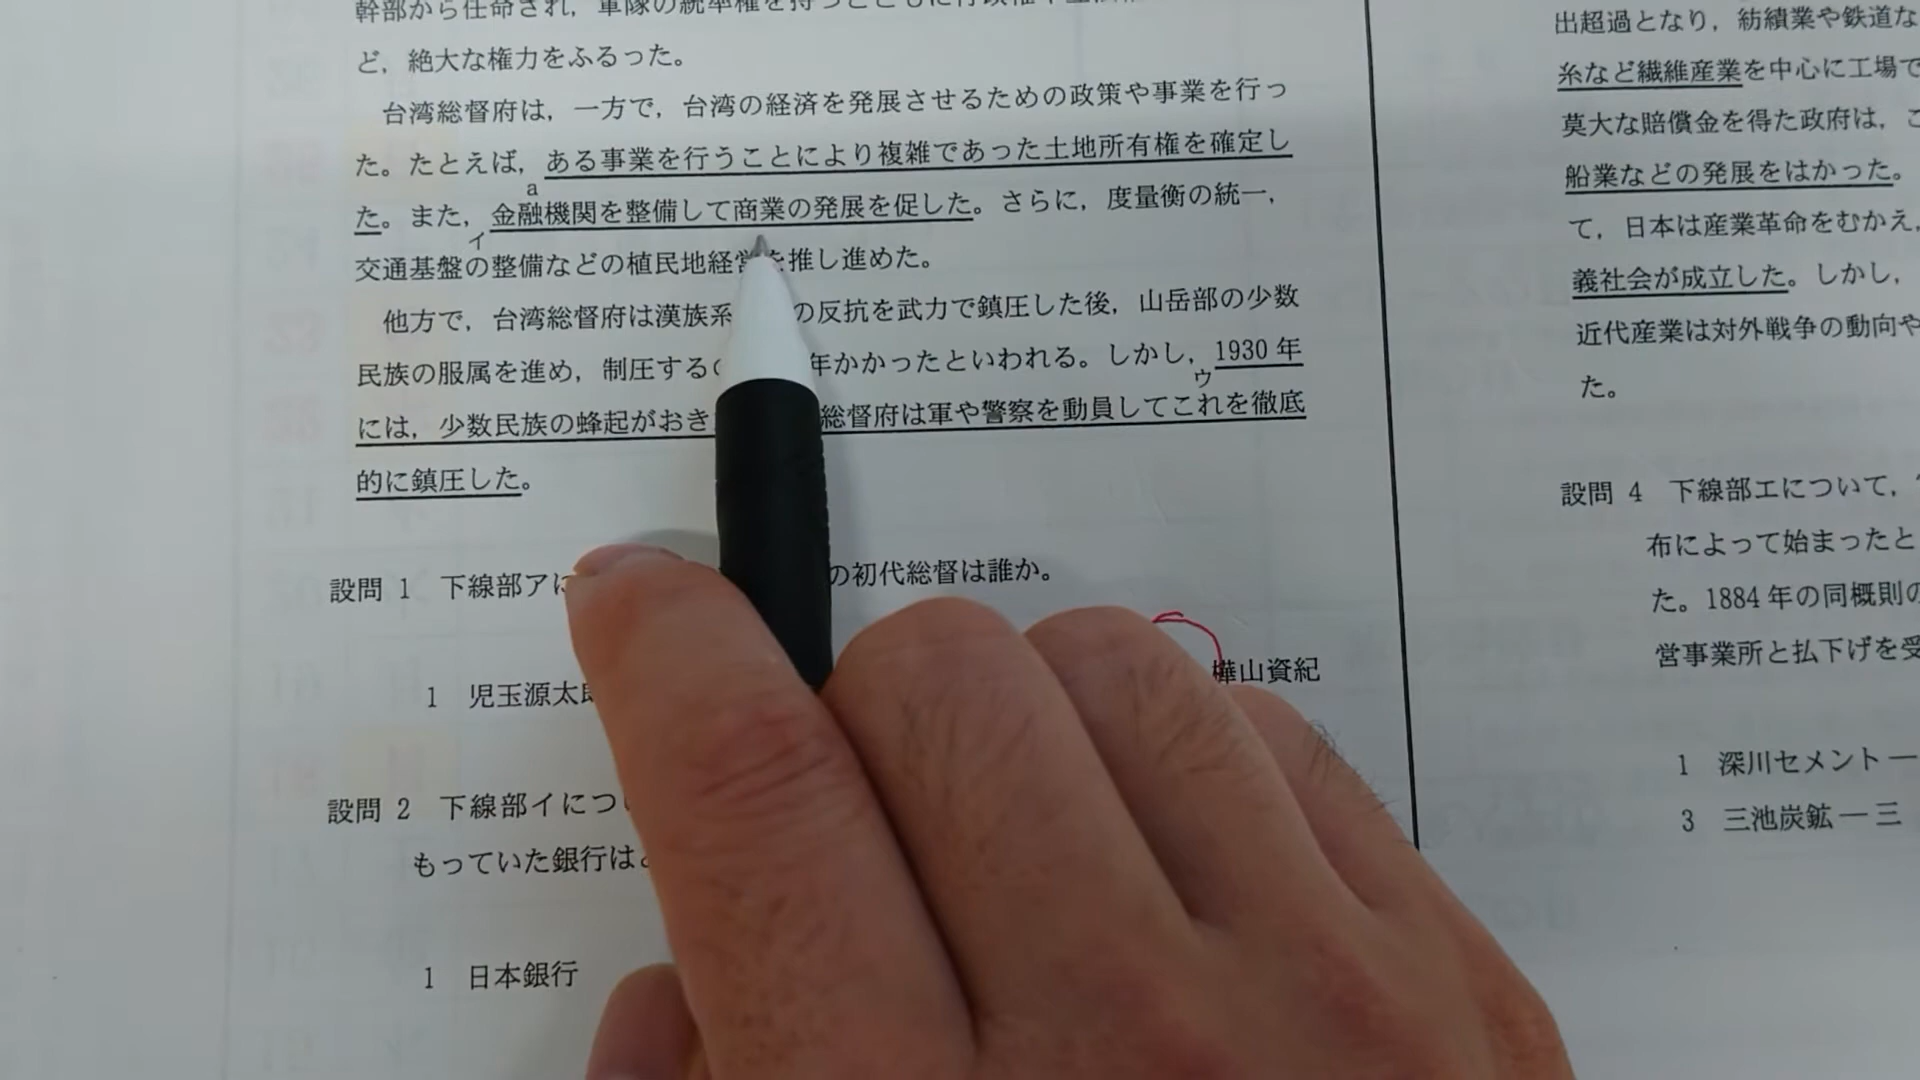 幹部から任命され，軍隊の統率権を持つとともに行政権や
ど，絶大な権力をふるった。
台湾総督府は，一方で，台湾の経済を発展させるための政策や事業を行っ
た。たとえば，ある事業を行うことにより複雑であった土地所有権を確定し
a
た。また，金融機関を整備して商業の発展を促した。さらに，度量衡の統一，
イ
交通基盤の整備などの植民地経営を推し進めた。
他方で，台湾総督府は漢族系 の反抗を武力で鎮圧した後，山岳部の少数
民族の服属を進め，制圧する 年かかったといわれる。しかし，1930 年
ウ
には，少数民族の蜂起がおき 総督府は軍や警察を動員してこれを徹底
的に鎮圧した。
設問 1 下線部アに の初代総督は誰か。
1 児玉源太郎 樺山資紀
設問 2 下線部イにつ
もっていた銀行は
1 日本銀行
出超過となり，紡績業や鉄道な
糸など繊維産業を中心に工場で
莫大な賠償金を得た政府は，こ
船業などの発展をはかった。
て，日本は産業革命をむかえ，
義社会が成立した。しかし，
近代産業は対外戦争の動向や
た。
設問 4 下線部エについて，
布によって始まったと
た。1884 年の同概則の
営事業所と払下げを受
1 深川セメント ―
3 三池炭鉱 ― 三